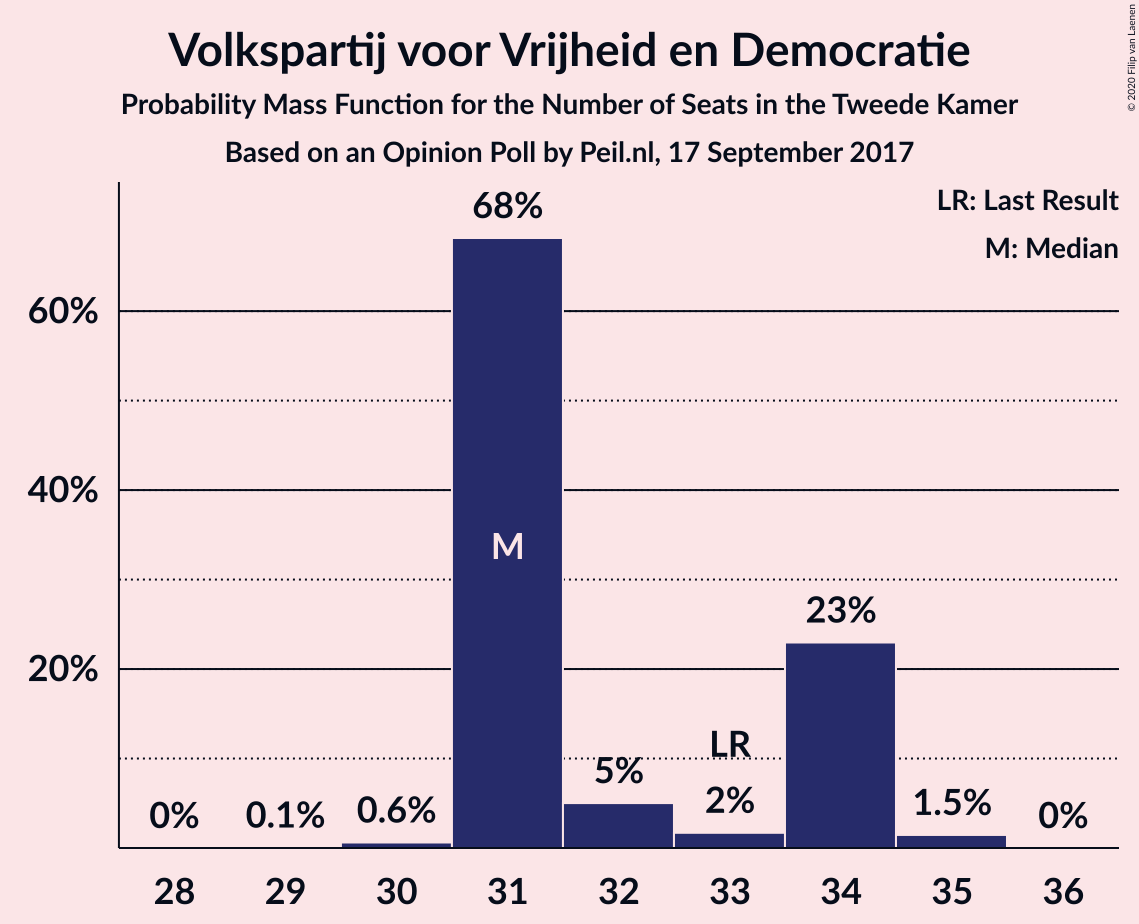 Volkspartij voor Vrijheid en Democratie
Probability Mass Function for the Number of Seats in the Tweede Kamer
Based on an Opinion Poll by Peil.nl, 17 September 2017
© 2020 Filip van Laenen
LR: Last Result
M: Median
60%
40%
20%
0%
0.1%
0.6%
68%
M
5%
LR
2%
23%
1.5%
0%
28 29 30 31 32 33 34 35 36